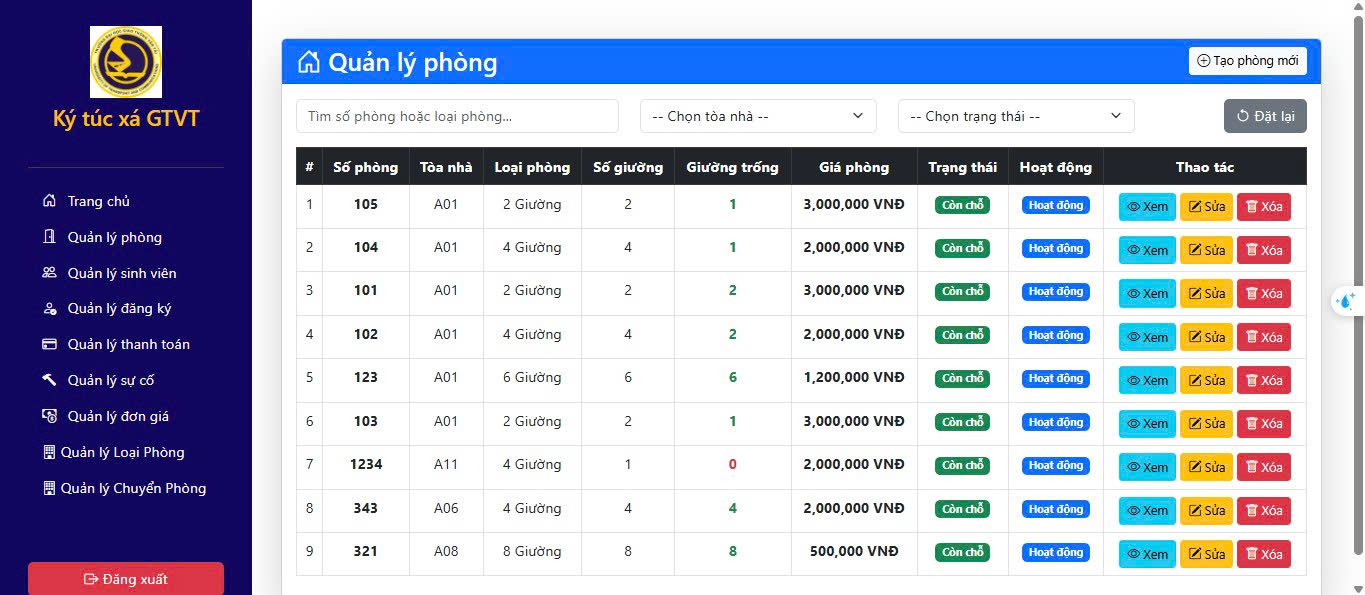 Ký túc xá GTVT
Trang chủ
Quản lý phòng
Quản lý sinh viên
Quản lý đăng ký
Quản lý thanh toán
Quản lý sự cố
Quản lý đơn giá
Quản lý Loại Phòng
Quản lý Chuyển Phòng
Đăng xuất
Quản lý phòng
Tạo phòng mới
Tìm số phòng hoặc loại phòng...
-- Chọn tòa nhà --
-- Chọn trạng thái --
Đặt lại
# Số phòng Tòa nhà Loại phòng Số giường Giường trống Giá phòng Trạng thái Hoạt động Thao tác
1 105 A01 2 Giường 2 1 3,000,000 VNĐ Còn chỗ Hoạt động Xem Sửa Xóa
2 104 A01 4 Giường 4 1 2,000,000 VNĐ Còn chỗ Hoạt động Xem Sửa Xóa
3 101 A01 2 Giường 2 2 3,000,000 VNĐ Còn chỗ Hoạt động Xem Sửa Xóa
4 102 A01 4 Giường 4 2 2,000,000 VNĐ Còn chỗ Hoạt động Xem Sửa Xóa
5 123 A01 6 Giường 6 6 1,200,000 VNĐ Còn chỗ Hoạt động Xem Sửa Xóa
6 103 A01 2 Giường 2 1 3,000,000 VNĐ Còn chỗ Hoạt động Xem Sửa Xóa
7 1234 A11 4 Giường 1 0 2,000,000 VNĐ Còn chỗ Hoạt động Xem Sửa Xóa
8 343 A06 4 Giường 4 4 2,000,000 VNĐ Còn chỗ Hoạt động Xem Sửa Xóa
9 321 A08 8 Giường 8 8 500,000 VNĐ Còn chỗ Hoạt động Xem Sửa Xóa